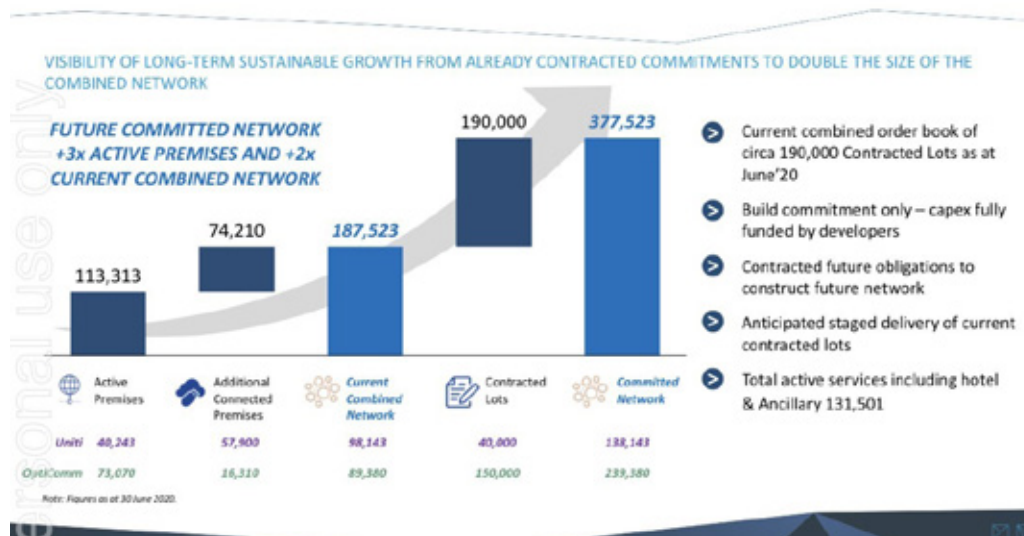 VISIBILITY OF LONG-TERM SUSTAINABLE GROWTH FROM ALREADY CONTRACTED COMMITMENTS TO DOUBLE THE SIZE OF THE
COMBINED NETWORK
FUTURE COMMITTED NETWORK
+3x ACTIVE PREMISES AND +2x
CURRENT COMBINED NETWORK
113,313
74,210
187,523
190,000
377,523
Active
Premises
Additional
Connected
Premises
Current
Combined
Network
Contracted
Lots
Committed
Network
Uniti 40,243 57,900 98,143 40,000 138,143
OptiComm 73,070 16,310 89,380 150,000 239,380
Note: Figures as at 30 June 2020.
Current combined order book of
circa 190,000 Contracted Lots as at
June'20
Build commitment only – capex fully
funded by developers
Contracted future obligations to
construct future network
Anticipated staged delivery of current
contracted lots
Total active services including hotel
& Ancillary 131,501
ersonal use only